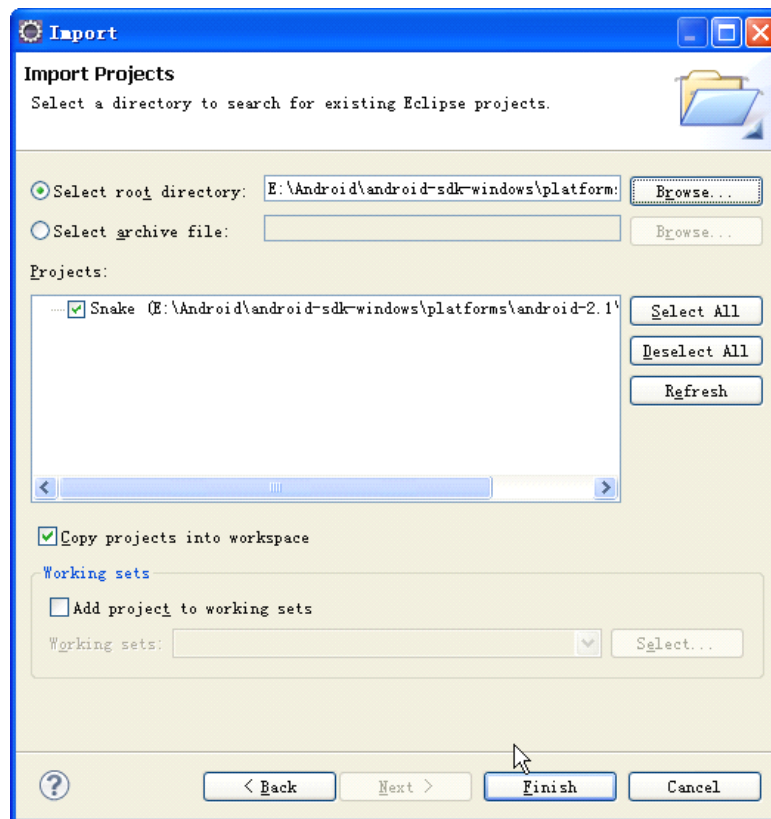 Import
Import Projects
Select a directory to search for existing Eclipse projects.
Select root directory: E:\Android\android-sdk-windows\platform: Browse...
Select archive file: Browse...
Projects:
Snake (E:\Android\android-sdk-windows\platforms\android-2.1\
Select All
Deselect All
Refresh
Copy projects into workspace
Working sets
Add project to working sets
Working sets: Select...
? < Back Next > Finish Cancel